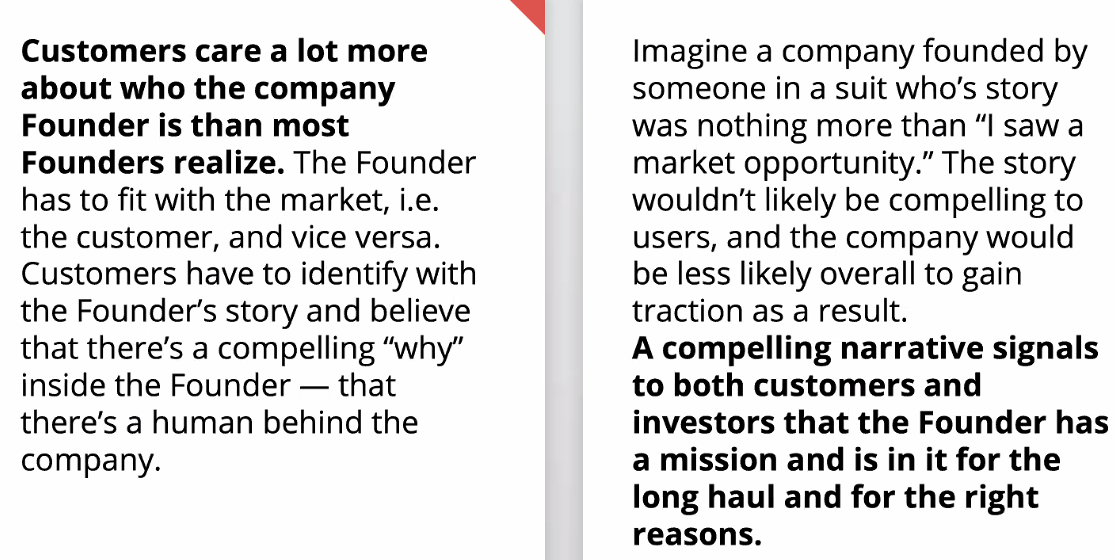 Customers care a lot more
about who the company
Founder is than most
Founders realize. The Founder
has to fit with the market, i.e.
the customer, and vice versa.
Customers have to identify with
the Founder’s story and believe
that there’s a compelling “why”
inside the Founder — that
there’s a human behind the
company.
Imagine a company founded by
someone in a suit who’s story
was nothing more than “I saw a
market opportunity.” The story
wouldn’t likely be compelling to
users, and the company would
be less likely overall to gain
traction as a result.
A compelling narrative signals
to both customers and
investors that the Founder has
a mission and is in it for the
long haul and for the right
reasons.